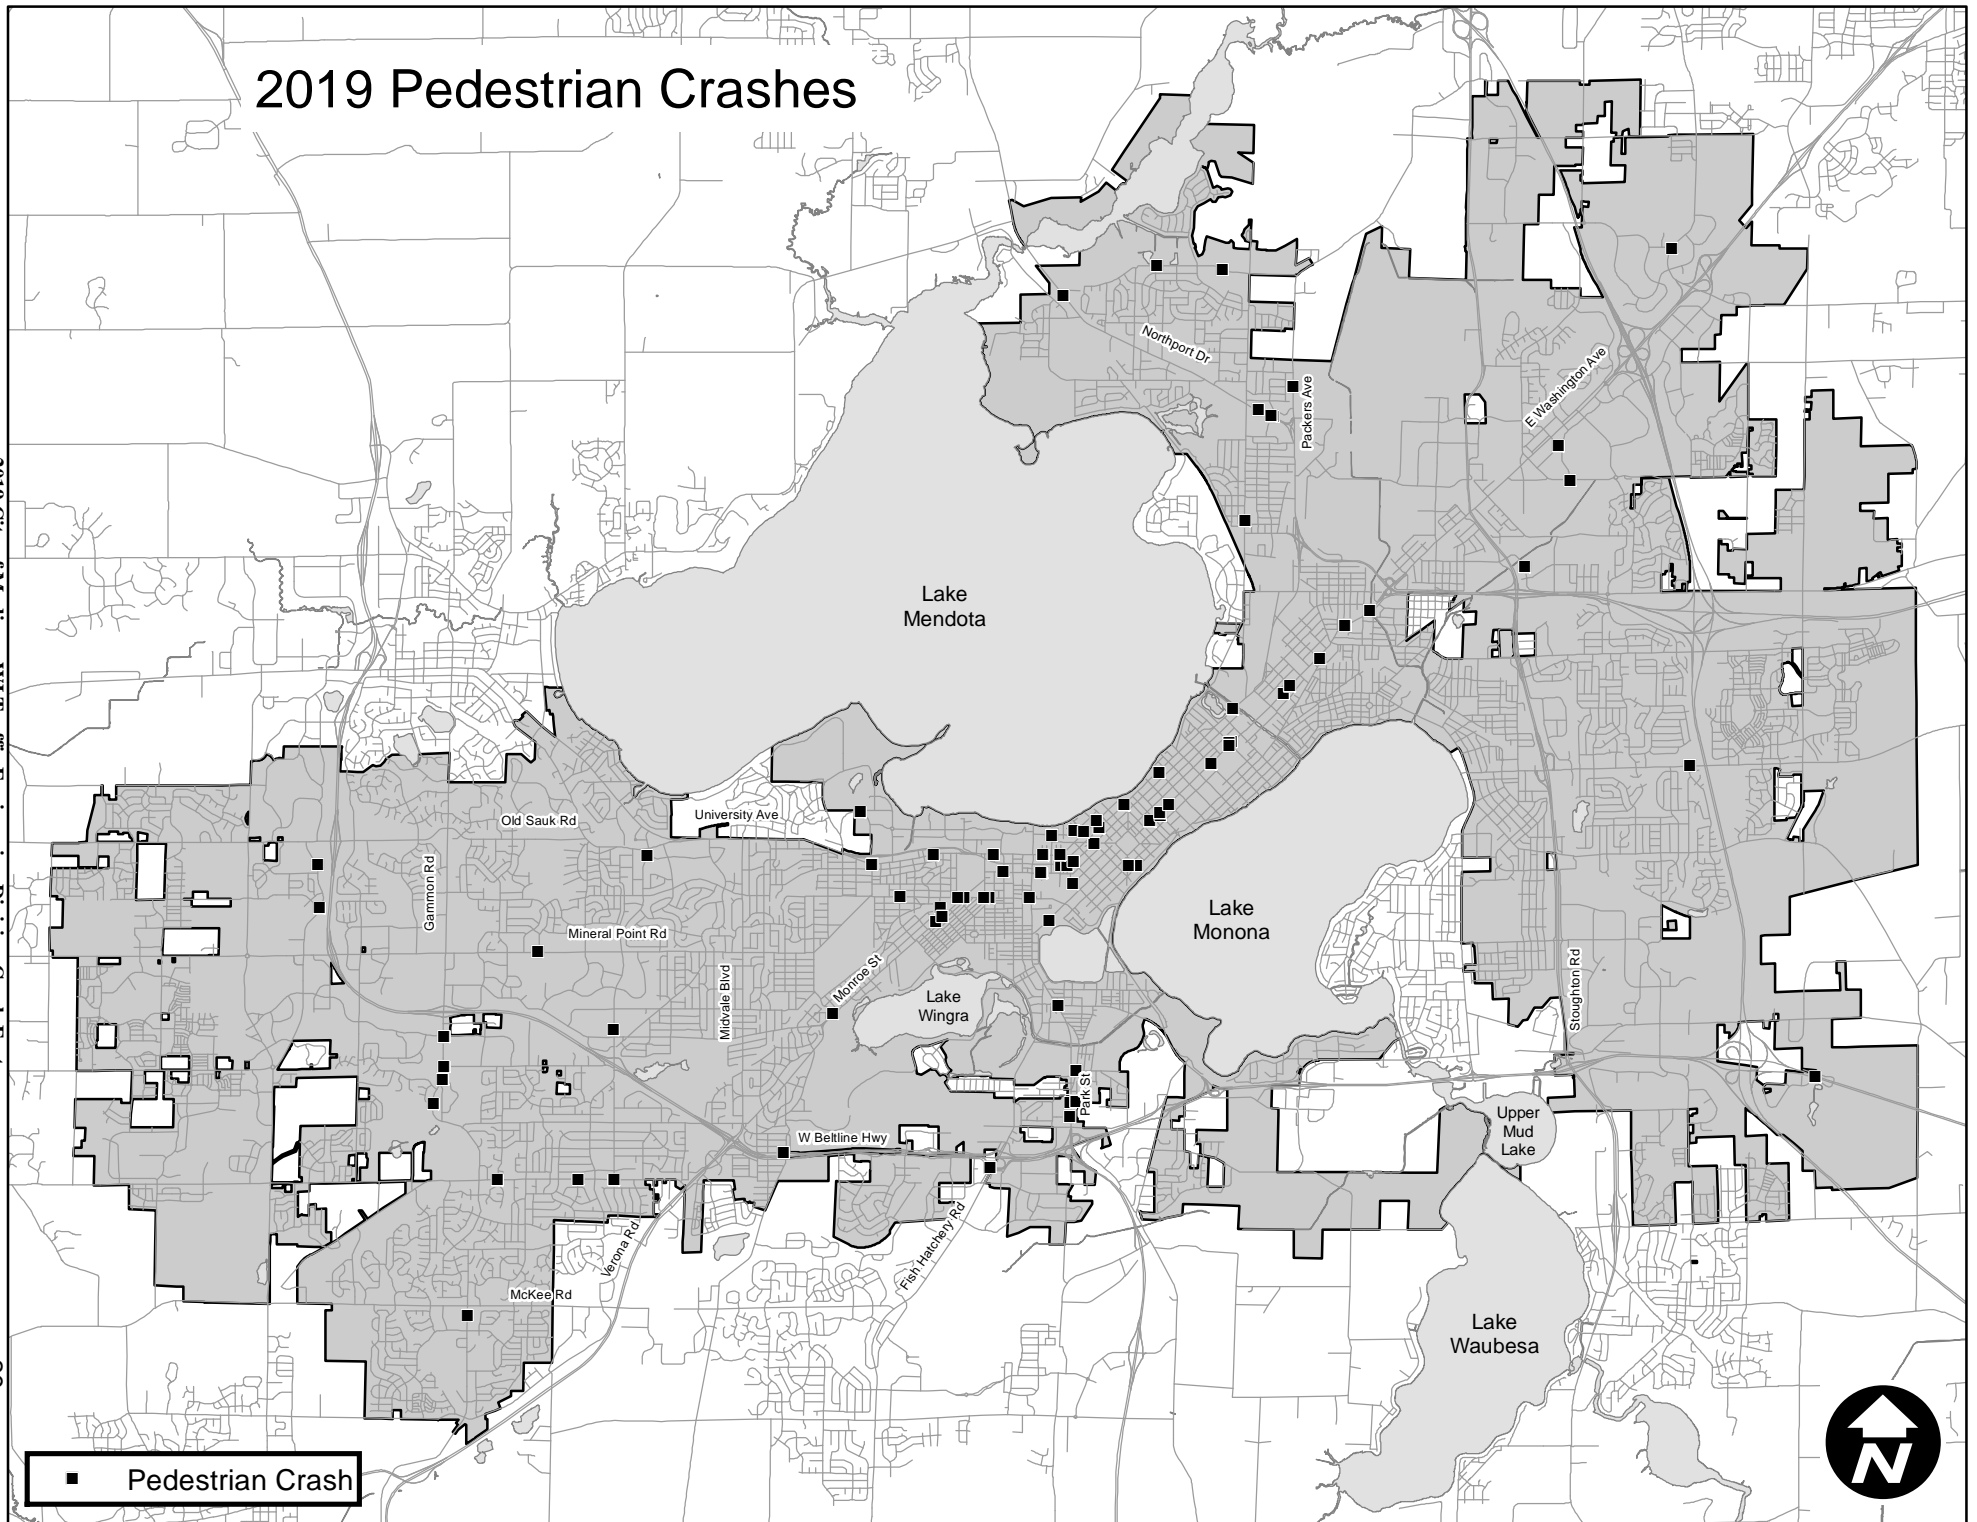 2019 Pedestrian Crashes
Northport Dr
Packers Ave
E Washington Ave
Lake
Mendota
Old Sauk Rd
University Ave
Gammon Rd
Mineral Point Rd
Midvale Blvd
Monroe St
Lake
Monona
Lake
Wingra
Stoughton Rd
Park St
W Beltline Hwy
Upper
Mud
Lake
Fish Hatchery Rd
Verona Rd
McKee Rd
Lake
Waubesa
Pedestrian Crash
N